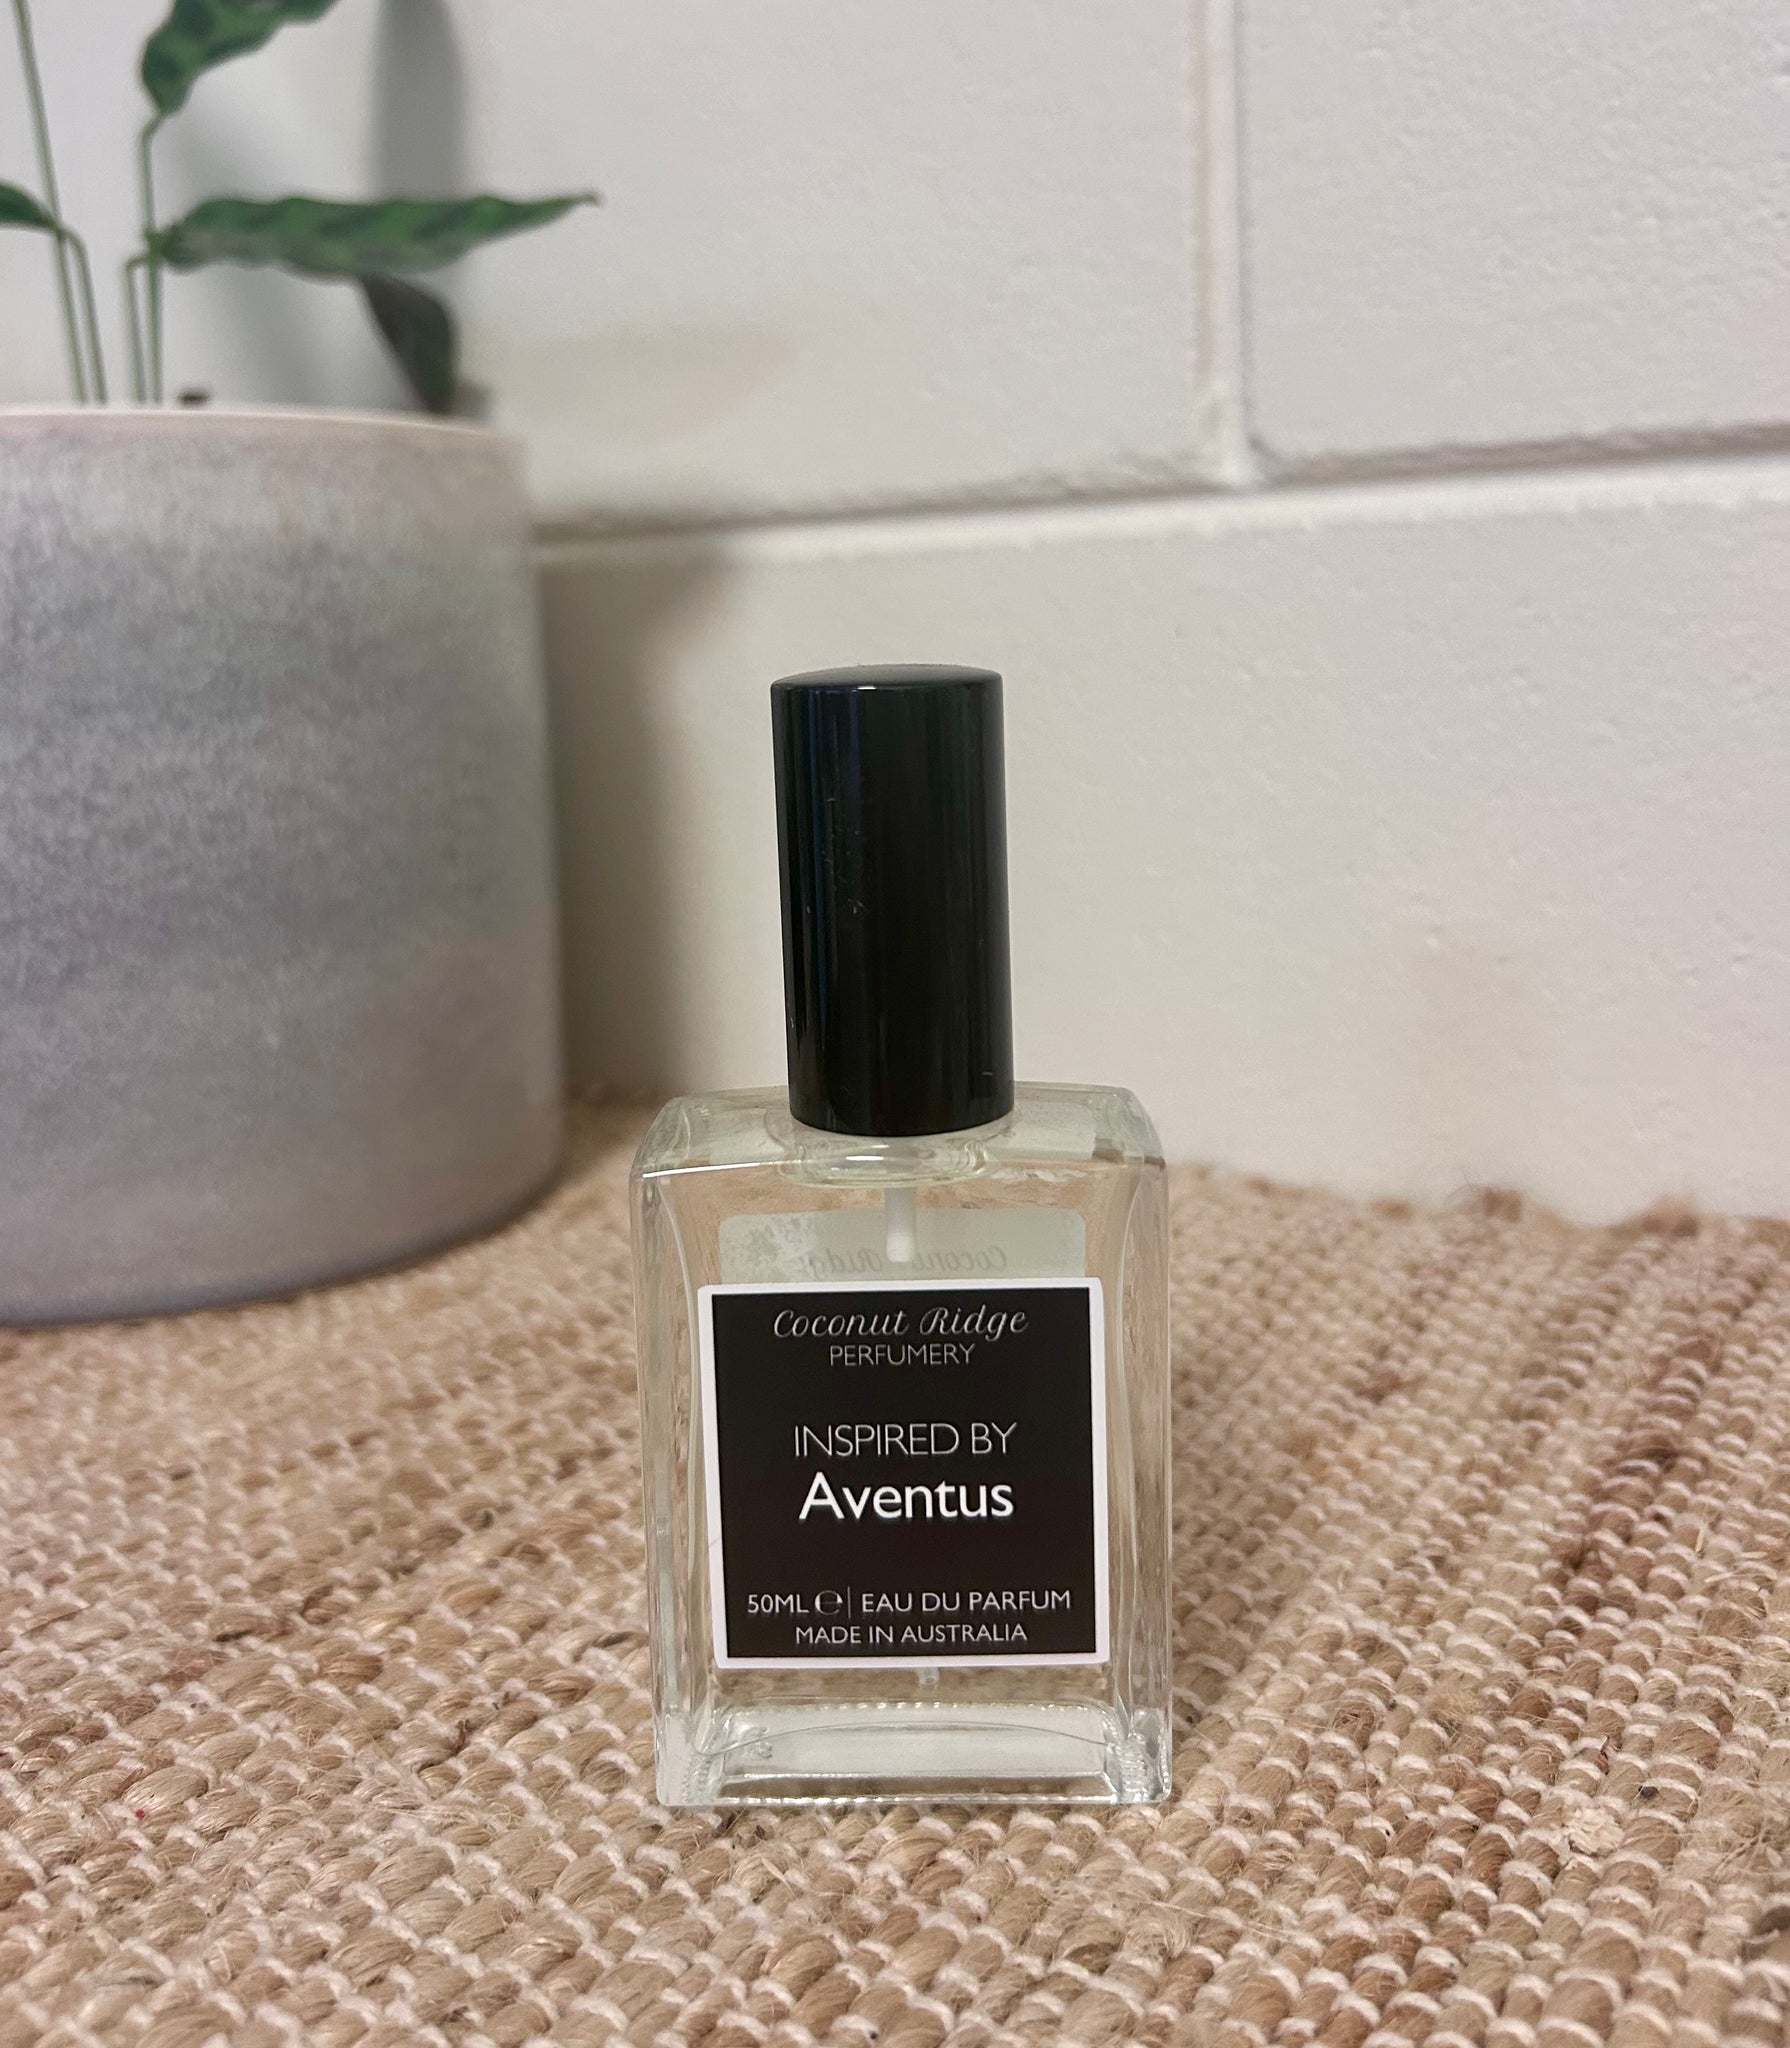 Coconut Ridge
PERFUMERY
INSPIRED BY
Aventus
50ML ℮ | EAU DU PARFUM
MADE IN AUSTRALIA